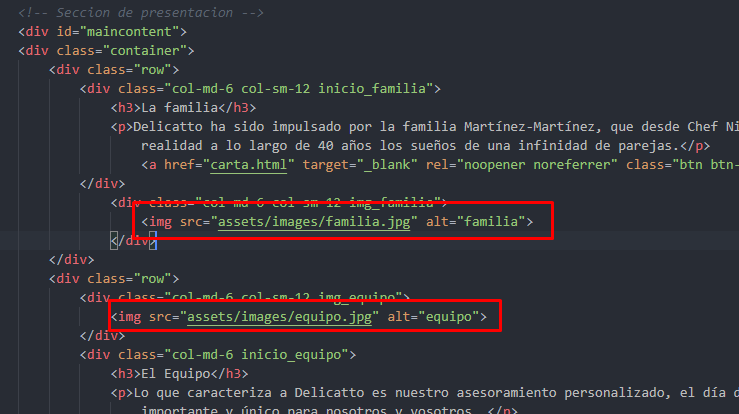 <!-- Seccion de presentacion -->
<div id="maincontent">
<div class="container">
<div class="row">
<div class="col-md-6 col-sm-12 inicio_familia">
<h3>La familia</h3>
<p>Delicatto ha sido impulsado por la familia Martínez-Martínez, que desde Chef Ni
realidad a lo largo de 40 años los sueños de una infinidad de parejas.</p>
<a href="carta.html" target="_blank" rel="noopener noreferrer" class="btn btn-
</div>
<div class="col-md-6 col-sm-12 img_familia">
<img src="assets/images/familia.jpg" alt="familia">
</div>
</div>
<div class="row">
<div class="col-md-6 col-sm-12 img_equipo">
<img src="assets/images/equipo.jpg" alt="equipo">
</div>
<div class="col-md-6 inicio_equipo">
<h3>El Equipo</h3>
<p>Lo que caracteriza a Delicatto es nuestro asesoramiento personalizado, el día d
importante y único para nosotros y vosotros. </p>